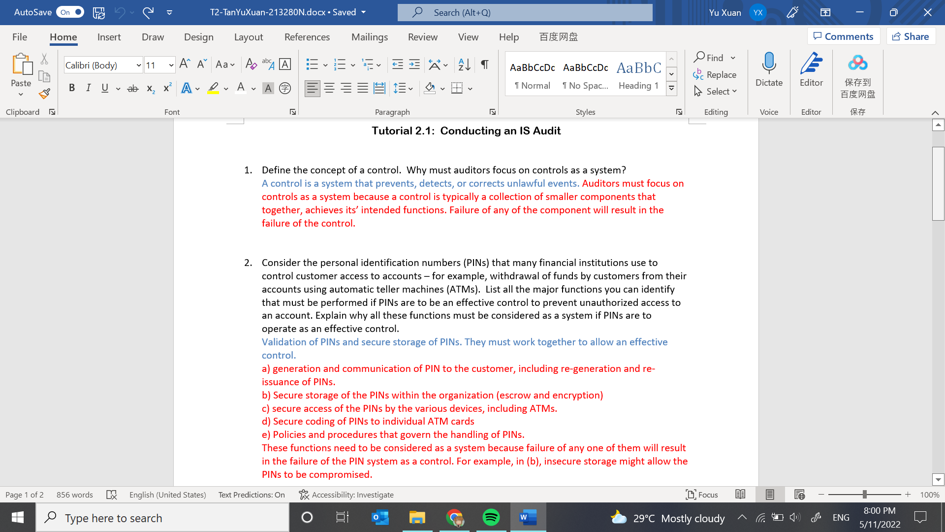 AutoSave On T2-TanYuXuan-213280N.docx • Saved Search (Alt+Q) Yu Xuan YX
File Home Insert Draw Design Layout References Mailings Review View Help 百度网盘 Comments Share
Paste
Calibri (Body) 11
AaBbCcDc AaBbCcDc AaBbC
¶ Normal ¶ No Spac... Heading 1
Find
Replace
Select
Dictate
Editor
保存到
百度网盘
Clipboard Font Paragraph Styles Editing Voice Editor 保存
Tutorial 2.1: Conducting an IS Audit
1. Define the concept of a control. Why must auditors focus on controls as a system?
A control is a system that prevents, detects, or corrects unlawful events. Auditors must focus on
controls as a system because a control is typically a collection of smaller components that
together, achieves its' intended functions. Failure of any of the component will result in the
failure of the control.
2. Consider the personal identification numbers (PINs) that many financial institutions use to
control customer access to accounts – for example, withdrawal of funds by customers from their
accounts using automatic teller machines (ATMs). List all the major functions you can identify
that must be performed if PINs are to be an effective control to prevent unauthorized access to
an account. Explain why all these functions must be considered as a system if PINs are to
operate as an effective control.
Validation of PINs and secure storage of PINs. They must work together to allow an effective
control.
a) generation and communication of PIN to the customer, including re-generation and re-
issuance of PINs.
b) Secure storage of the PINs within the organization (escrow and encryption)
c) secure access of the PINs by the various devices, including ATMs.
d) Secure coding of PINs to individual ATM cards
e) Policies and procedures that govern the handling of PINs.
These functions need to be considered as a system because failure of any one of them will result
in the failure of the PIN system as a control. For example, in (b), insecure storage might allow the
PINs to be compromised.
Page 1 of 2 856 words English (United States) Text Predictions: On Accessibility: Investigate Focus 100%
Type here to search 29°C Mostly cloudy ENG 8:00 PM
5/11/2022